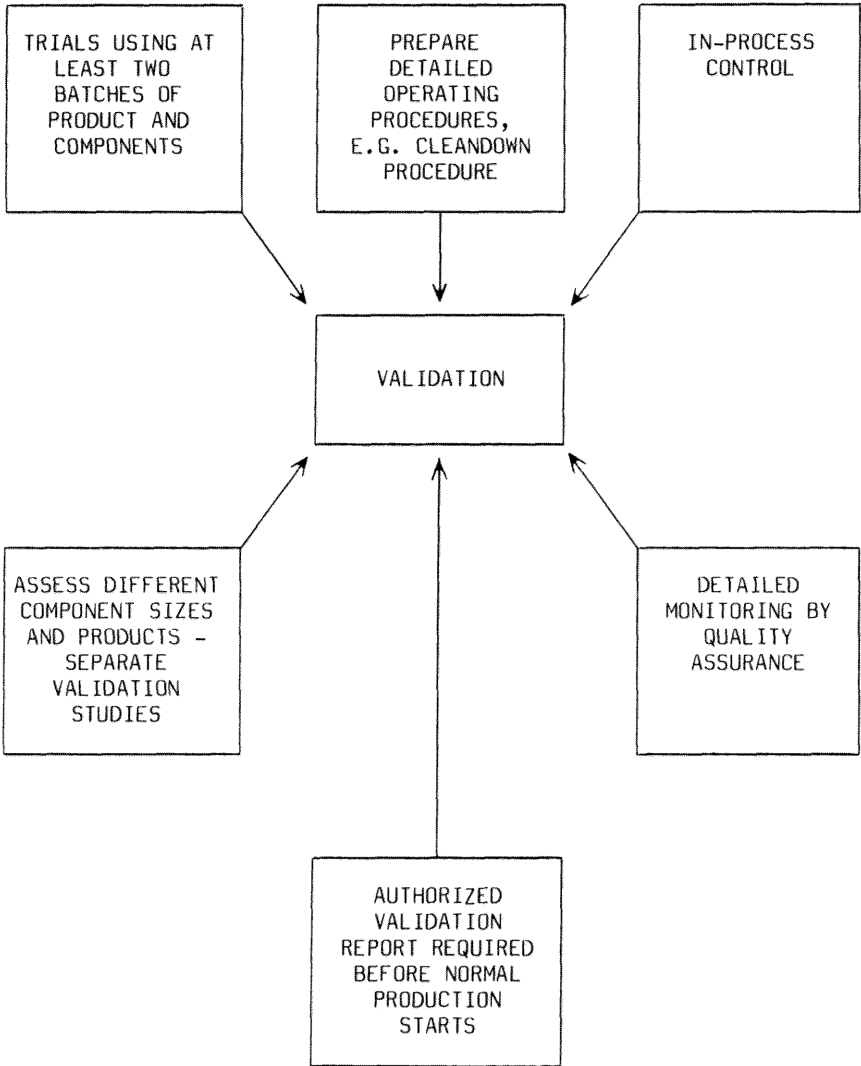 TRIALS USING AT
LEAST TWO
BATCHES OF
PRODUCT AND
COMPONENTS
PREPARE
DETAILED
OPERATING
PROCEDURES,
E.G. CLEANDOWN
PROCEDURE
IN-PROCESS
CONTROL
VALIDATION
ASSESS DIFFERENT
COMPONENT SIZES
AND PRODUCTS -
SEPARATE
VALIDATION
STUDIES
DETAILED
MONITORING BY
QUALITY
ASSURANCE
AUTHORIZED
VALIDATION
REPORT REQUIRED
BEFORE NORMAL
PRODUCTION
STARTS